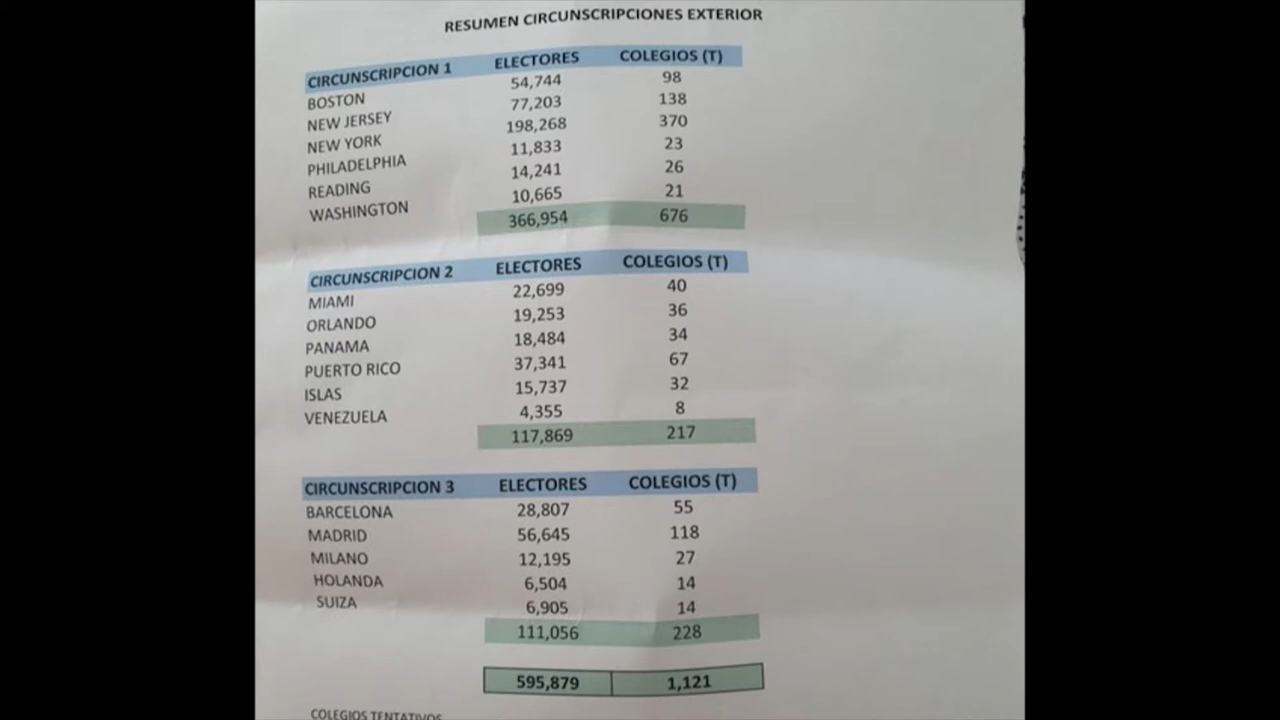 RESUMEN CIRCUNSCRIPCIONES EXTERIOR
CIRCUNSCRIPCION 1 ELECTORES COLEGIOS (T)
BOSTON 54,744 98
NEW JERSEY 77,203 138
NEW YORK 198,268 370
PHILADELPHIA 11,833 23
READING 14,241 26
WASHINGTON 10,665 21
366,954 676
CIRCUNSCRIPCION 2 ELECTORES COLEGIOS (T)
MIAMI 22,699 40
ORLANDO 19,253 36
PANAMA 18,484 34
PUERTO RICO 37,341 67
ISLAS 15,737 32
VENEZUELA 4,355 8
117,869 217
CIRCUNSCRIPCION 3 ELECTORES COLEGIOS (T)
BARCELONA 28,807 55
MADRID 56,645 118
MILANO 12,195 27
HOLANDA 6,504 14
SUIZA 6,905 14
111,056 228
595,879 1,121
COLEGIOS TENTATIVOS